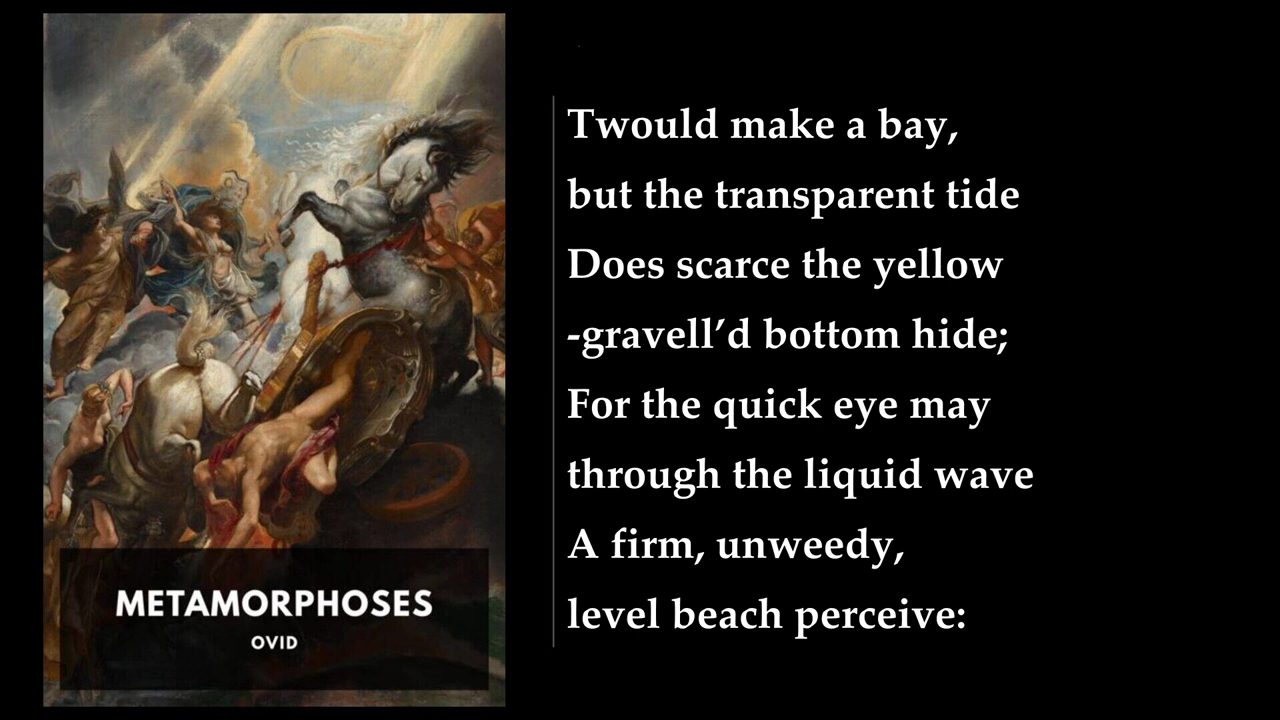 METAMORPHOSES
OVID
Twould make a bay,
but the transparent tide
Does scarce the yellow
-gravell’d bottom hide;
For the quick eye may
through the liquid wave
A firm, unweedy,
level beach perceive: